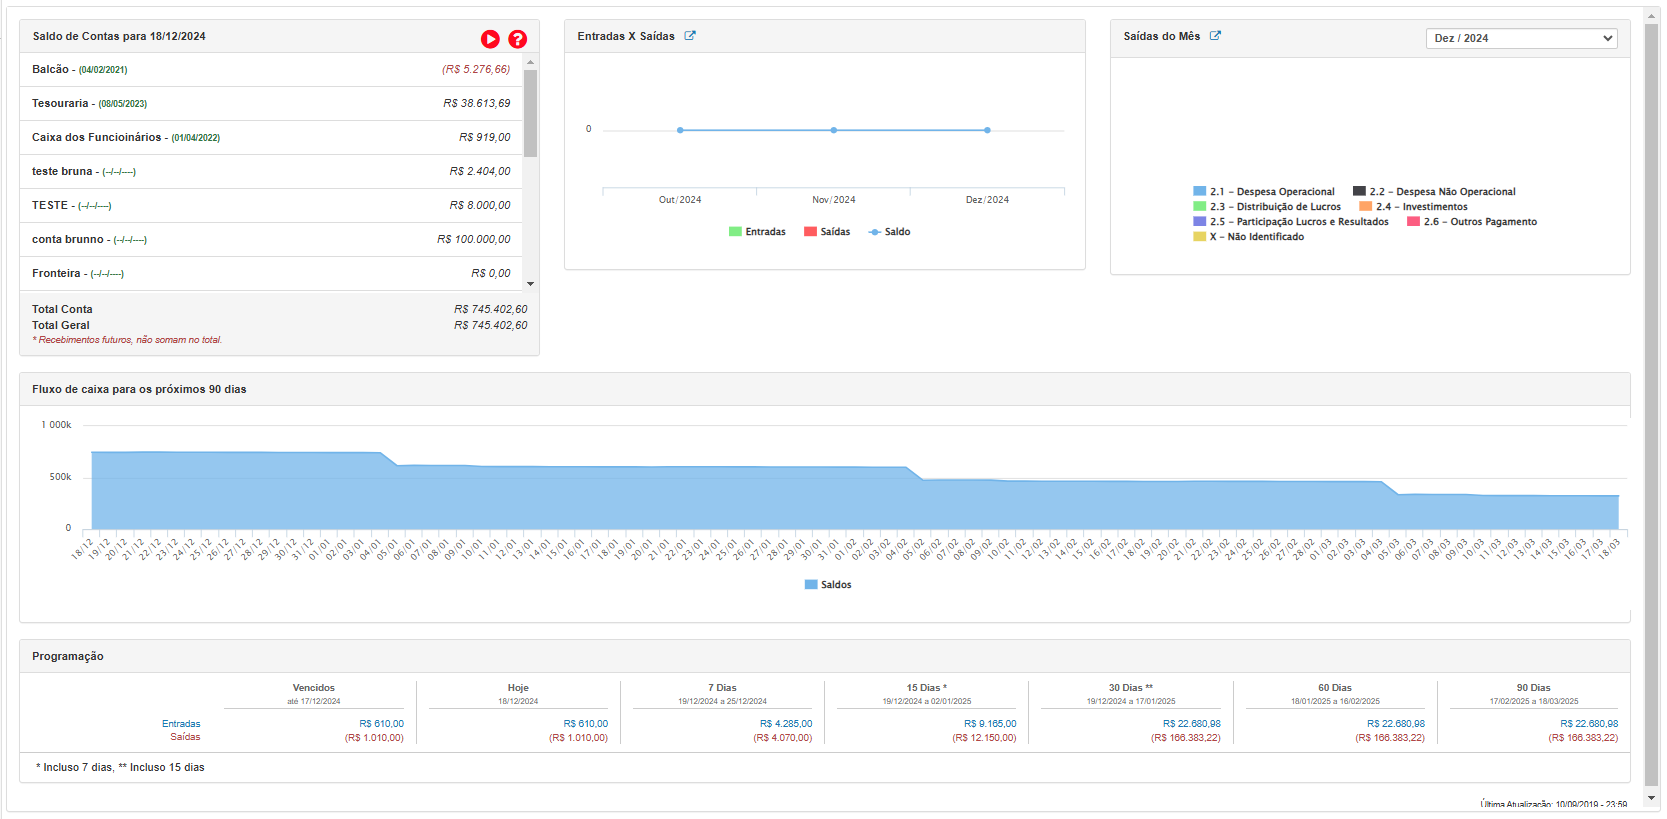 Saldo de Contas para 18/12/2024
Balcão - (04/02/2021) (R$ 5.276,66)
Tesouraria - (08/05/2023) R$ 38.613,69
Caixa dos Funcioinários - (01/04/2022) R$ 919,00
teste bruna - (--/--/----) R$ 2.404,00
TESTE - (--/--/----) R$ 8.000,00
conta brunno - (--/--/----) R$ 100.000,00
Fronteira - (--/--/----) R$ 0,00
Total Conta R$ 745.402,60
Total Geral R$ 745.402,60
* Recebimentos futuros, não somam no total.
Entradas X Saídas
0
Out/2024 Nov/2024 Dez/2024
Entradas Saídas Saldo
Saídas do Mês Dez / 2024
2.1 - Despesa Operacional 2.2 - Despesa Não Operacional
2.3 - Distribuição de Lucros 2.4 - Investimentos
2.5 - Participação Lucros e Resultados 2.6 - Outros Pagamento
X - Não Identificado
Fluxo de caixa para os próximos 90 dias
1 000k
500k
0
18/12 19/12 20/12 21/12 22/12 23/12 24/12 25/12 26/12 27/12 28/12 29/12 30/12 31/12 01/01 02/01 03/01 04/01 05/01 06/01 07/01 08/01 09/01 10/01 11/01 12/01 13/01 14/01 15/01 16/01 17/01 18/01 19/01 20/01 21/01 22/01 23/01 24/01 25/01 26/01 27/01 28/01 29/01 30/01 31/01 01/02 02/02 03/02 04/02 05/02 06/02 07/02 08/02 09/02 10/02 11/02 12/02 13/02 14/02 15/02 16/02 17/02 18/02 19/02 20/02 21/02 22/02 23/02 24/02 25/02 26/02 27/02 28/02 01/03 02/03 03/03 04/03 05/03 06/03 07/03 08/03 09/03 10/03 11/03 12/03 13/03 14/03 15/03 16/03 17/03 18/03
Saldos
Programação
Vencidos Hoje 7 Dias 15 Dias * 30 Dias ** 60 Dias 90 Dias
até 17/12/2024 18/12/2024 19/12/2024 a 25/12/2024 19/12/2024 a 02/01/2025 19/12/2024 a 17/01/2025 18/01/2025 a 16/02/2025 17/02/2025 a 18/03/2025
Entradas R$ 610,00 R$ 610,00 R$ 4.285,00 R$ 9.165,00 R$ 22.680,98 R$ 22.680,98 R$ 22.680,98
Saídas (R$ 1.010,00) (R$ 1.010,00) (R$ 4.070,00) (R$ 12.150,00) (R$ 166.383,22) (R$ 166.383,22) (R$ 166.383,22)
* Incluso 7 dias, ** Incluso 15 dias
Última Atualização: 10/09/2019 - 23:59